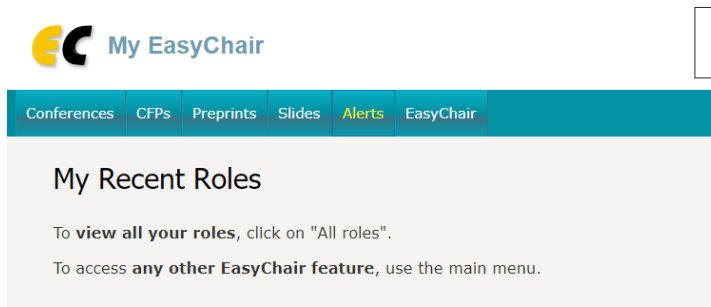 EC My EasyChair
Conferences CFPs Preprints Slides Alerts EasyChair
My Recent Roles
To view all your roles, click on "All roles".
To access any other EasyChair feature, use the main menu.